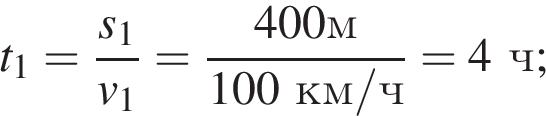 t₁ = s₁/v₁ = 400м/100 км/ч = 4 ч;